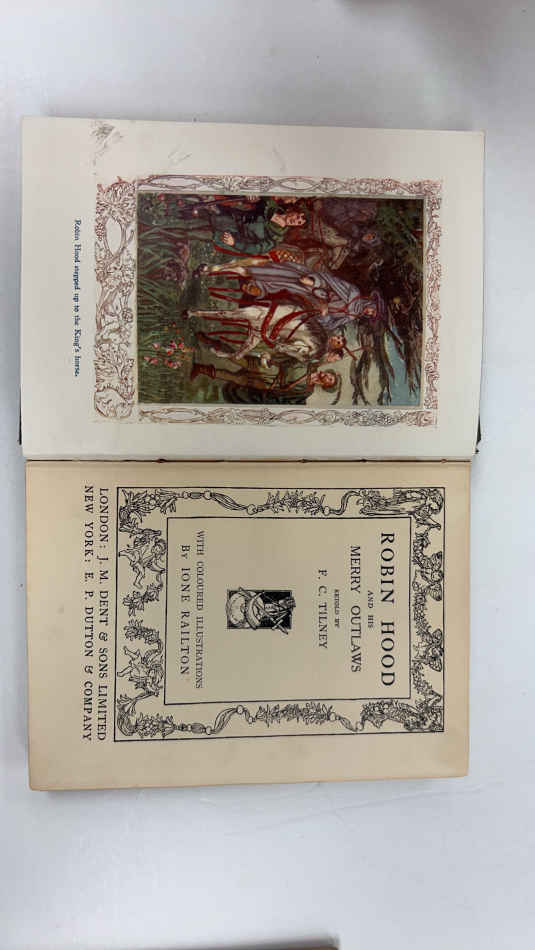 Robin Hood stepped up to the King's horse.
ROBIN HOOD
AND HIS
MERRY OUTLAWS
RETOLD BY
F. C. TILNEY
WITH COLOURED ILLUSTRATIONS
BY IONE RAILTON
LONDON: J. M. DENT & SONS LIMITED
NEW YORK: E. P. DUTTON & COMPANY